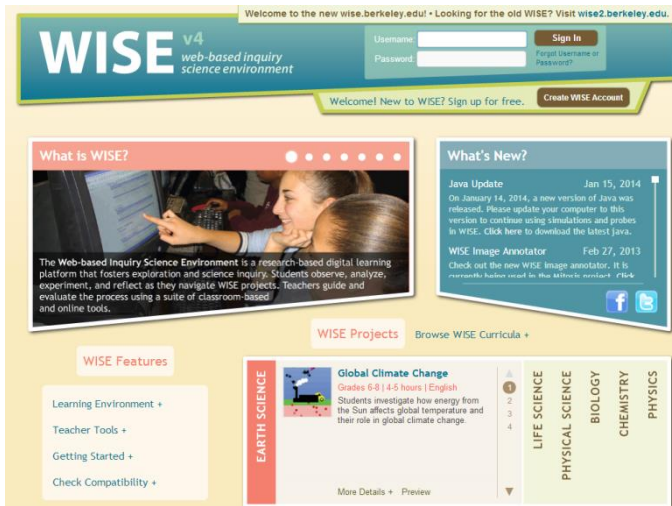 Welcome to the new wise.berkeley.edu! • Looking for the old WISE? Visit wise2.berkeley.edu.
WISE v4
web-based inquiry
science environment
Username:
Password:
Sign In
Forgot Username or
Password?
Welcome! New to WISE? Sign up for free.
Create WISE Account
What is WISE?
The Web-based Inquiry Science Environment is a research-based digital learning
platform that fosters exploration and science inquiry. Students observe, analyze,
experiment, and reflect as they navigate WISE projects. Teachers guide and
evaluate the process using a suite of classroom-based
and online tools.
What's New?
Java Update Jan 15, 2014
On January 14, 2014, a new version of Java was
released. Please update your computer to this
version to continue using simulations and probes
in WISE. Click here to download the latest java.
WISE Image Annotator Feb 27, 2013
Check out the new WISE Image annotator. It is
currently being used in the Mitosis project. Click
WISE Features
Learning Environment +
Teacher Tools +
Getting Started +
Check Compatibility +
WISE Projects
Browse WISE Curricula +
EARTH SCIENCE
Global Climate Change
Grades 6-8 | 4-5 hours | English
Students investigate how energy from
the Sun affects global temperature and
their role in global climate change.
More Details + Preview
1
2
3
4
LIFE SCIENCE
PHYSICAL SCIENCE
BIOLOGY
CHEMISTRY
PHYSICS